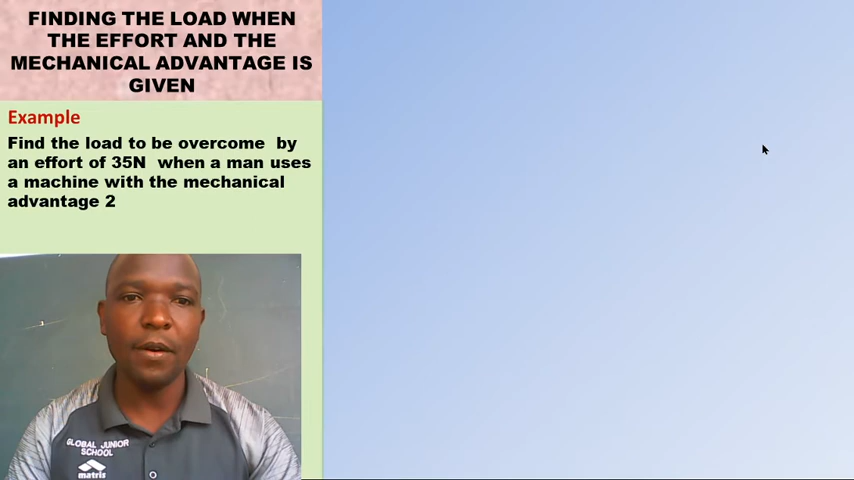 FINDING THE LOAD WHEN
THE EFFORT AND THE
MECHANICAL ADVANTAGE IS
GIVEN
Example
Find the load to be overcome by
an effort of 35N when a man uses
a machine with the mechanical
advantage 2
GLOBAL JUNIOR
SCHOOL
matris